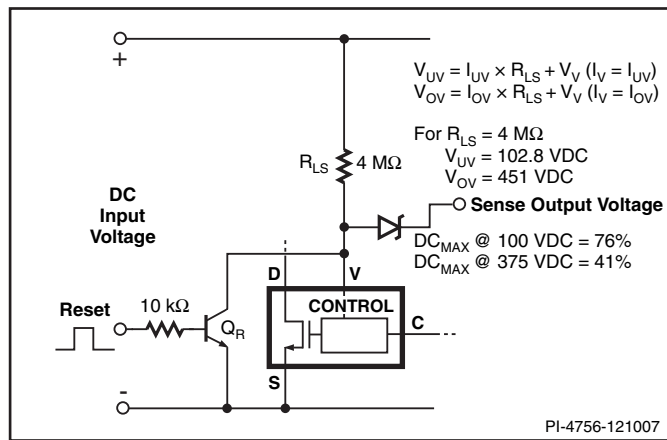 +
V_UV = I_UV × R_LS + V_V (I_V = I_UV)
V_OV = I_OV × R_LS + V_V (I_V = I_OV)
For R_LS = 4 MΩ
V_UV = 102.8 VDC
V_OV = 451 VDC
R_LS 4 MΩ
DC
Input
Voltage
Sense Output Voltage
DC_MAX @ 100 VDC = 76%
DC_MAX @ 375 VDC = 41%
D V
CONTROL
C
Reset
10 kΩ
Q_R
S
-
PI-4756-121007